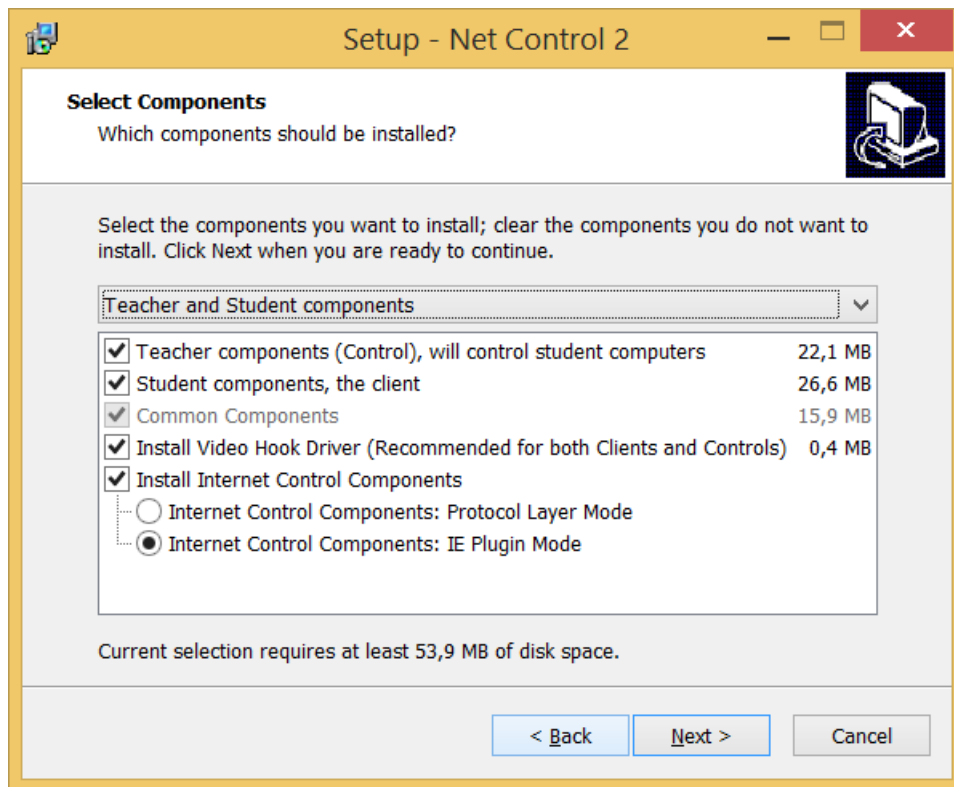 Setup - Net Control 2
Select Components
Which components should be installed?
Select the components you want to install; clear the components you do not want to
install. Click Next when you are ready to continue.
Teacher and Student components
Teacher components (Control), will control student computers 22,1 MB
Student components, the client 26,6 MB
Common Components 15,9 MB
Install Video Hook Driver (Recommended for both Clients and Controls) 0,4 MB
Install Internet Control Components
Internet Control Components: Protocol Layer Mode
Internet Control Components: IE Plugin Mode
Current selection requires at least 53,9 MB of disk space.
< Back Next > Cancel